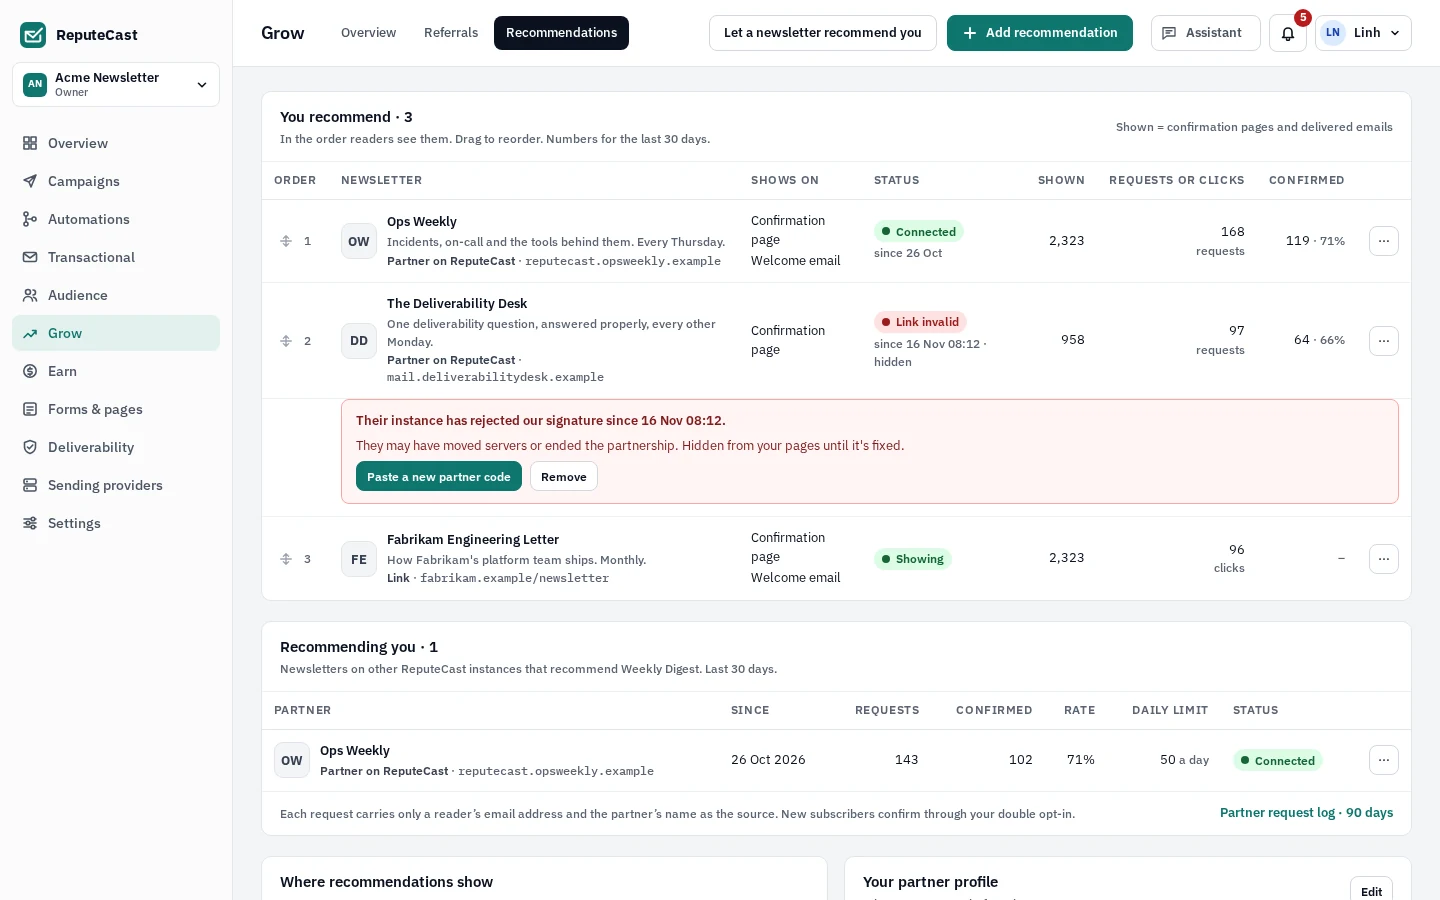 ReputeCast
AN
Acme Newsletter
Owner
Overview
Campaigns
Automations
Transactional
Audience
Grow
Earn
Forms & pages
Deliverability
Sending providers
Settings
Grow
Overview
Referrals
Recommendations
Let a newsletter recommend you
Add recommendation
Assistant
5
LN
Linh
You recommend · 3
In the order readers see them. Drag to reorder. Numbers for the last 30 days.
Shown = confirmation pages and delivered emails
ORDER NEWSLETTER SHOWS ON STATUS SHOWN REQUESTS OR CLICKS CONFIRMED
1
OW
Ops Weekly
Incidents, on-call and the tools behind them. Every Thursday.
Partner on ReputeCast · reputecast.opsweekly.example
Confirmation
page
Welcome email
Connected
since 26 Oct
2,323
168
requests
119 · 71%
...
2
DD
The Deliverability Desk
One deliverability question, answered properly, every other
Monday.
Partner on ReputeCast ·
mail.deliverabilitydesk.example
Confirmation
page
Link invalid
since 16 Nov 08:12 ·
hidden
958
97
requests
64 · 66%
...
Their instance has rejected our signature since 16 Nov 08:12.
They may have moved servers or ended the partnership. Hidden from your pages until it's fixed.
Paste a new partner code
Remove
3
FE
Fabrikam Engineering Letter
How Fabrikam's platform team ships. Monthly.
Link · fabrikam.example/newsletter
Confirmation
page
Welcome email
Showing
2,323
96
clicks
–
...
Recommending you · 1
Newsletters on other ReputeCast instances that recommend Weekly Digest. Last 30 days.
PARTNER SINCE REQUESTS CONFIRMED RATE DAILY LIMIT STATUS
OW
Ops Weekly
Partner on ReputeCast · reputecast.opsweekly.example
26 Oct 2026
143
102
71%
50 a day
Connected
...
Each request carries only a reader’s email address and the partner’s name as the source. New subscribers confirm through your double opt-in.
Partner request log · 90 days
Where recommendations show
Your partner profile
Edit